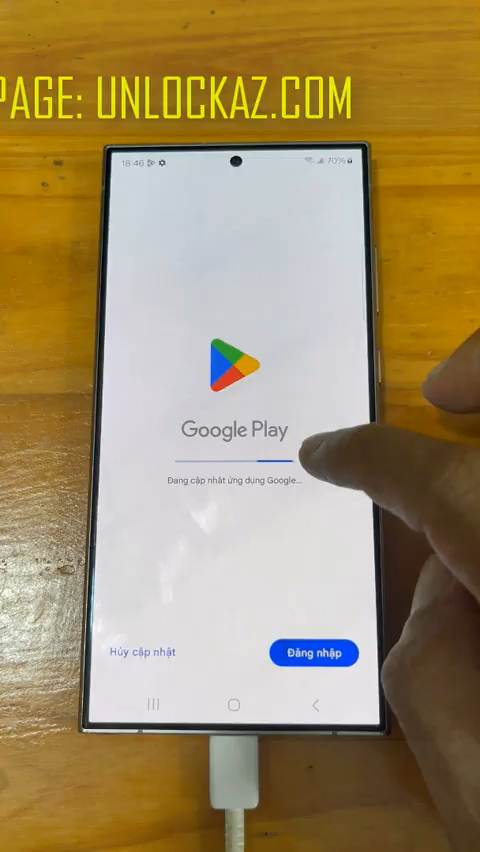 PAGE: UNLOCKAZ.COM
18:46
70%
Google Play
Đang cập nhật ứng dụng Google...
Hủy cập nhật
Đăng nhập